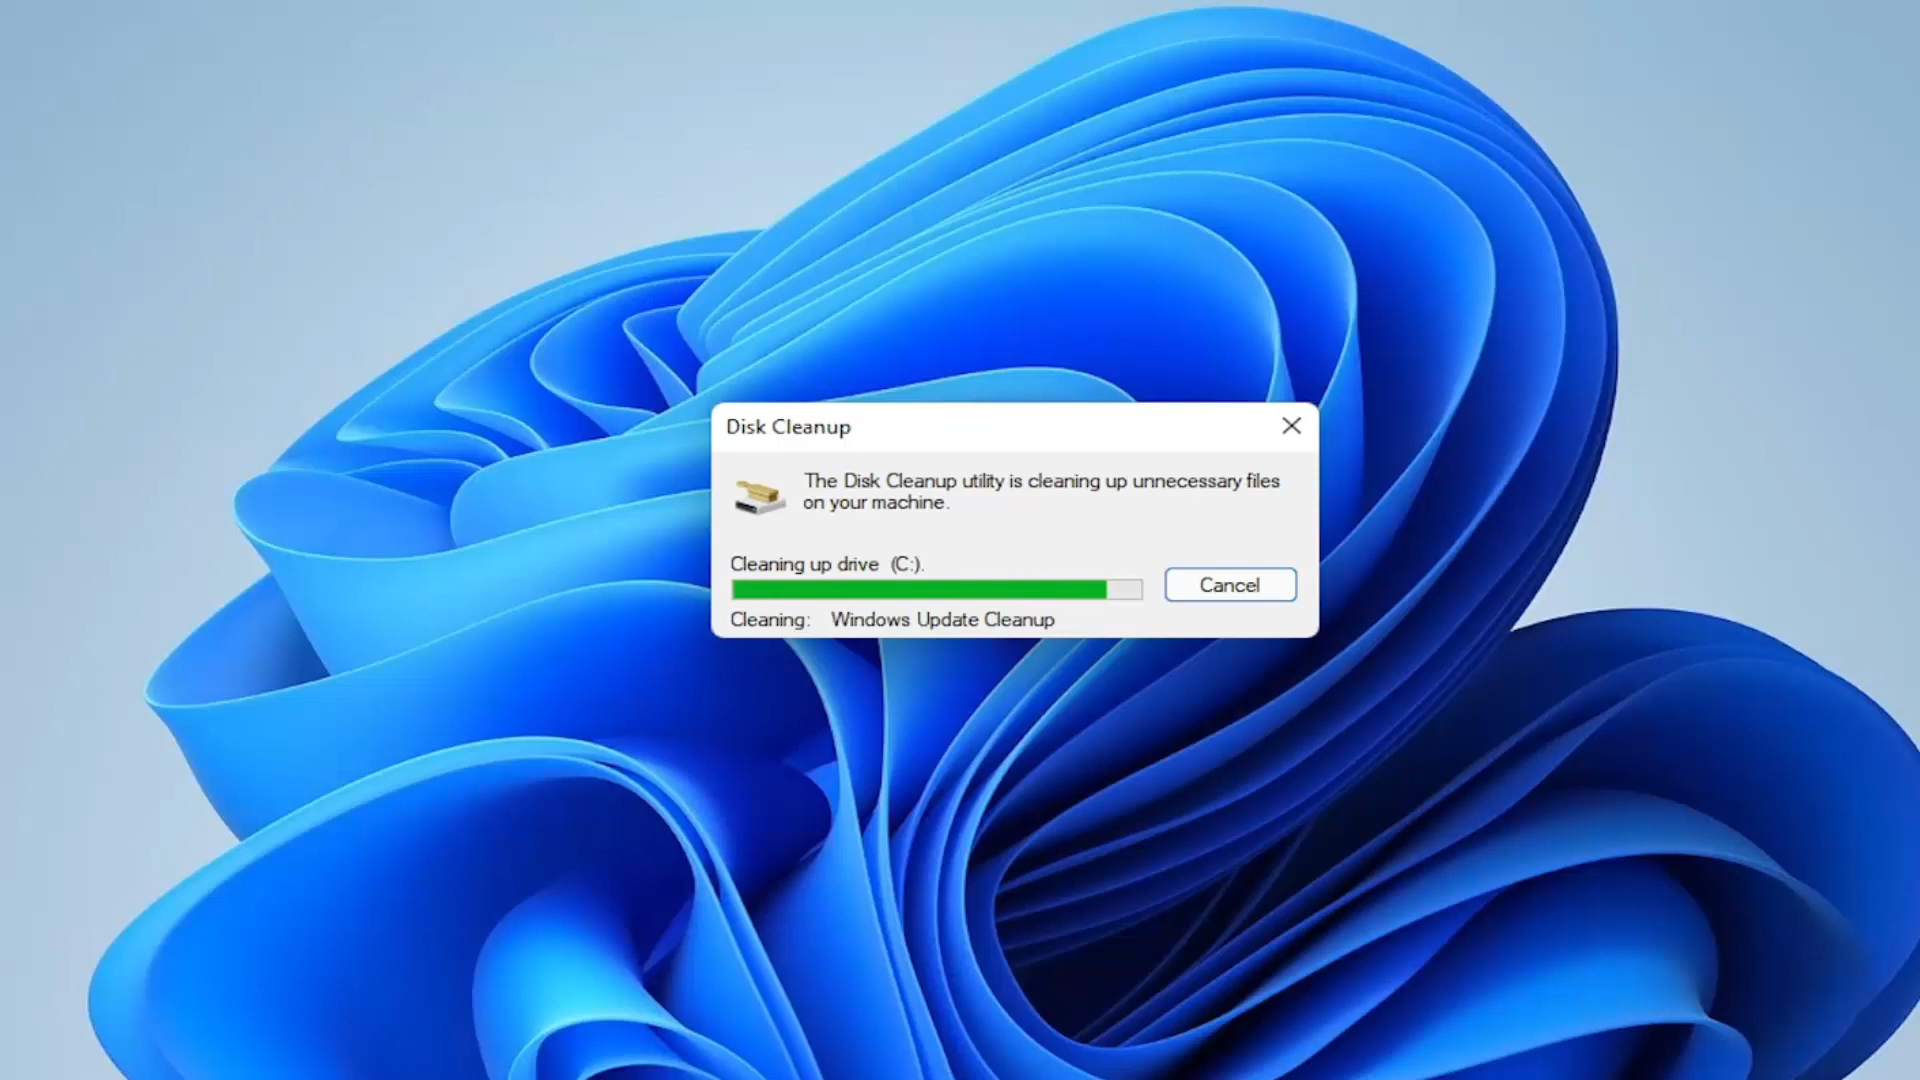 Disk Cleanup
The Disk Cleanup utility is cleaning up unnecessary files
on your machine.
Cleaning up drive (C:).
Cancel
Cleaning: Windows Update Cleanup